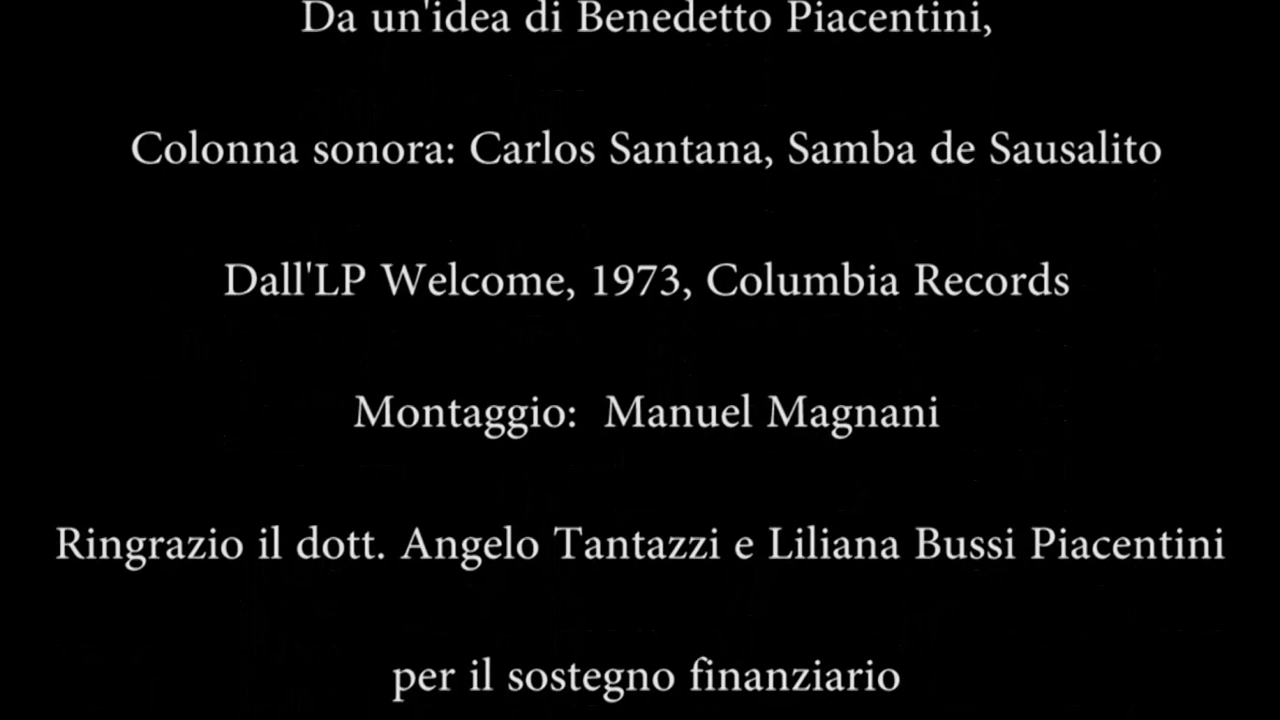 Da un'idea di Benedetto Piacentini,
Colonna sonora: Carlos Santana, Samba de Sausalito
Dall'LP Welcome, 1973, Columbia Records
Montaggio:  Manuel Magnani
Ringrazio il dott. Angelo Tantazzi e Liliana Bussi Piacentini
per il sostegno finanziario